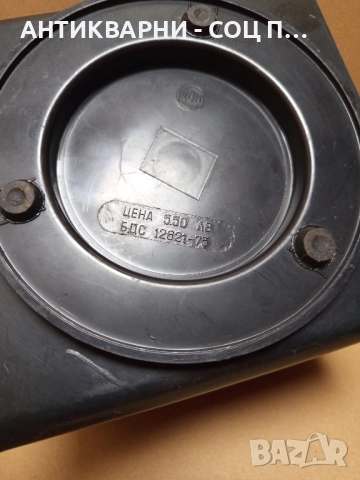 АНТИКВАРНИ - СОЦ П...
ЦЕНА 5.50 ЛВ
БДС 12621-75
BAZAR